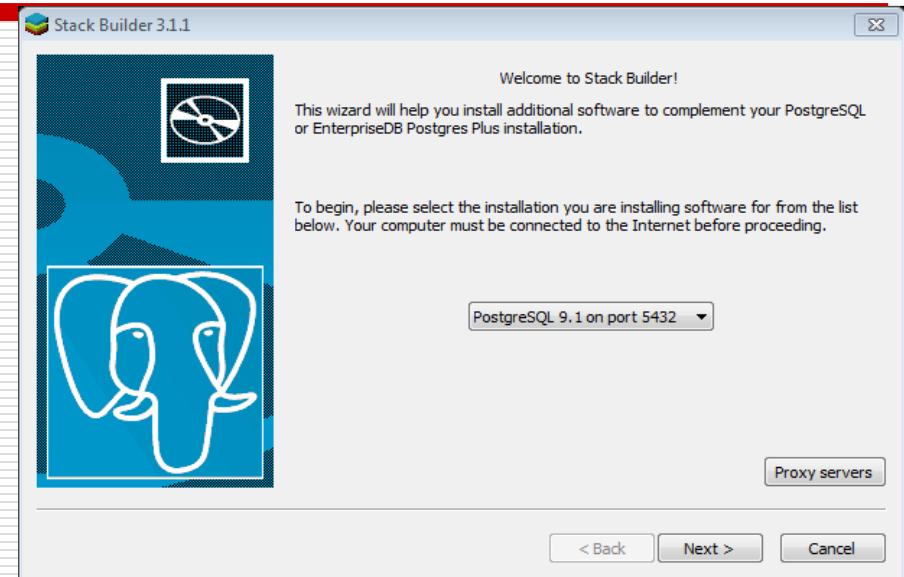 Stack Builder 3.1.1
Welcome to Stack Builder!
This wizard will help you install additional software to complement your PostgreSQL
or EnterpriseDB Postgres Plus installation.
To begin, please select the installation you are installing software for from the list
below. Your computer must be connected to the Internet before proceeding.
PostgreSQL 9.1 on port 5432
Proxy servers
< Back Next > Cancel